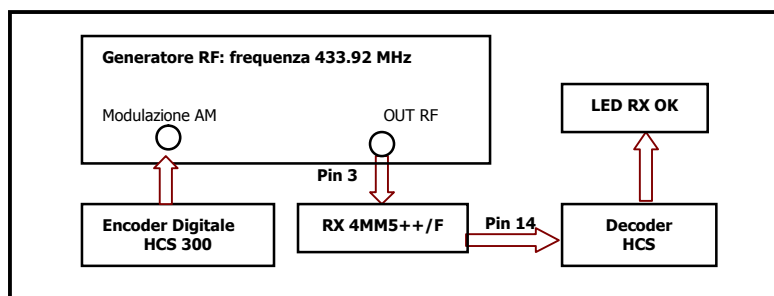 Generatore RF: frequenza 433.92 MHz
Modulazione AM
OUT RF
LED RX OK
Pin 3
Encoder Digitale
HCS 300
RX 4MM5++/F
Pin 14
Decoder
HCS